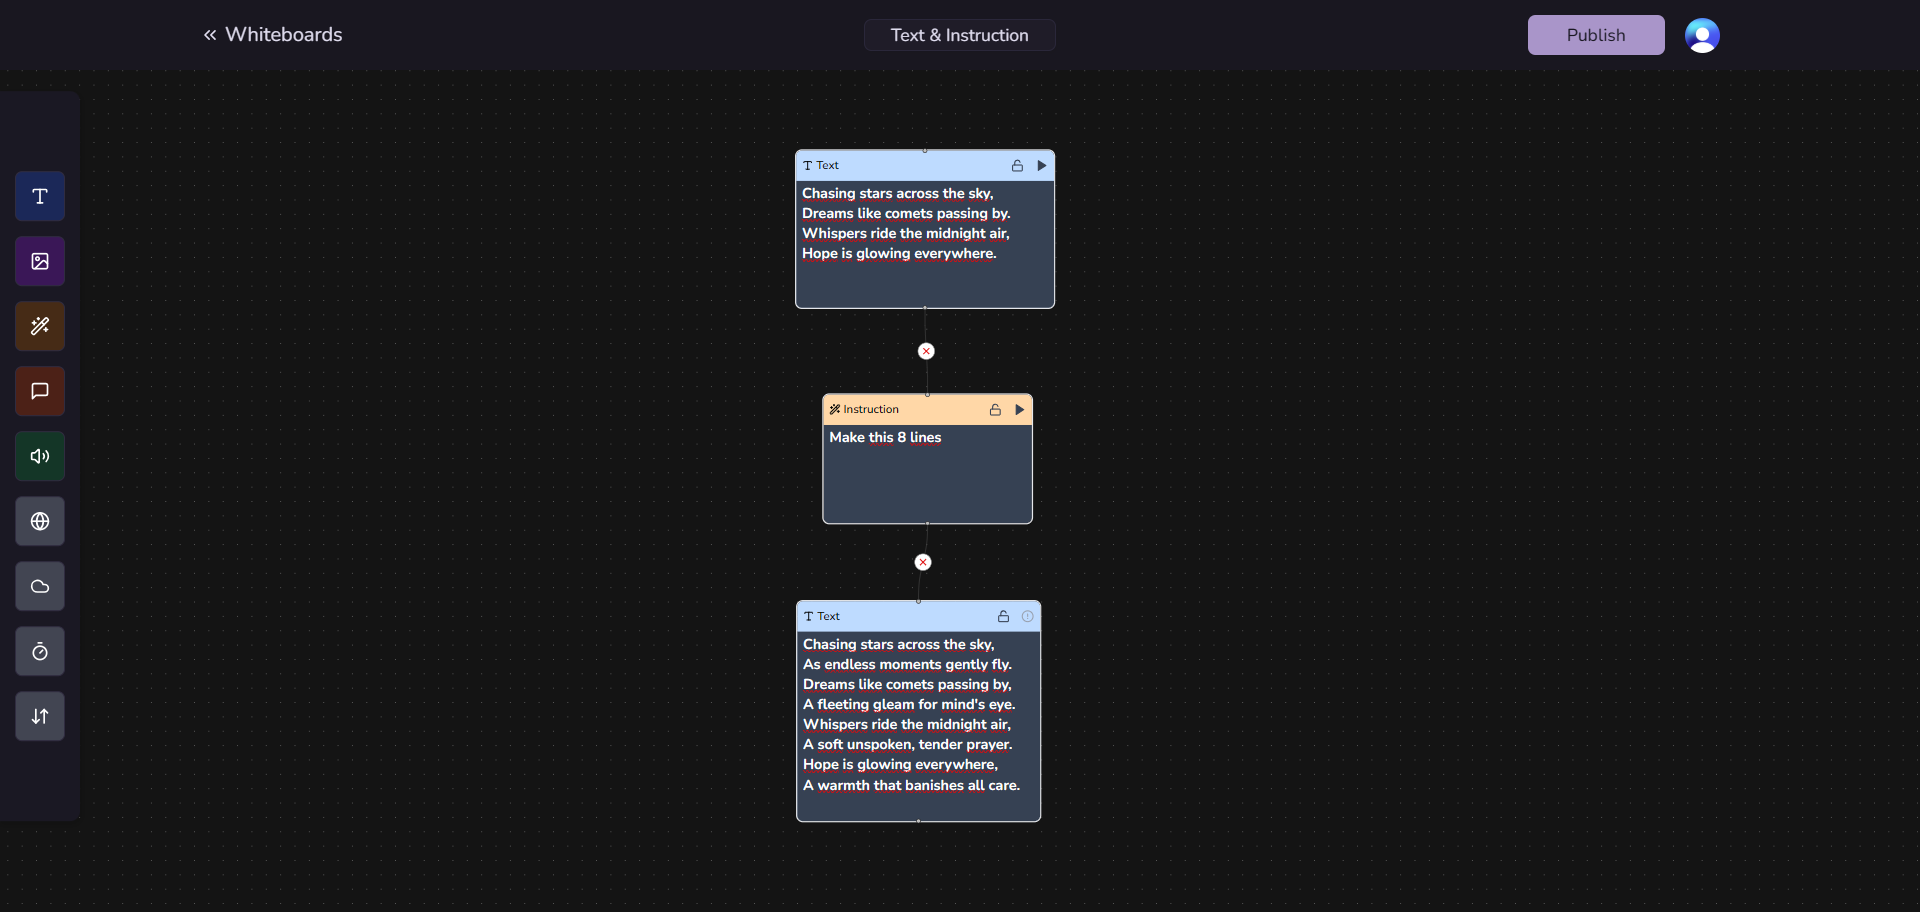 Whiteboards
Text & Instruction
Publish
Text
Chasing stars across the sky,
Dreams like comets passing by.
Whispers ride the midnight air,
Hope is glowing everywhere.
Instruction
Make this 8 lines
Text
Chasing stars across the sky,
As endless moments gently fly.
Dreams like comets passing by,
A fleeting gleam for mind's eye.
Whispers ride the midnight air,
A soft unspoken, tender prayer.
Hope is glowing everywhere,
A warmth that banishes all care.